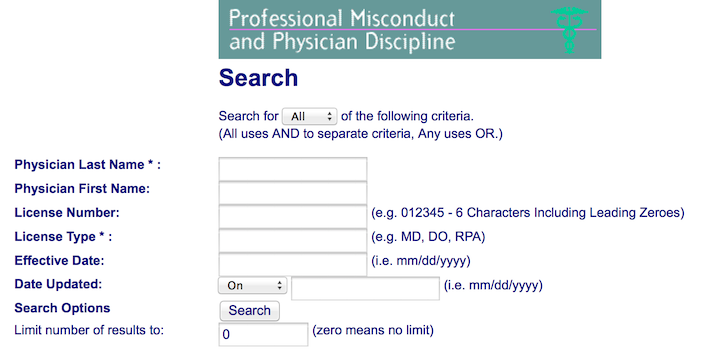 Professional Misconduct
and Physician Discipline
Search
Search for All of the following criteria.
(All uses AND to separate criteria, Any uses OR.)
Physician Last Name * :
Physician First Name:
License Number: (e.g. 012345 - 6 Characters Including Leading Zeroes)
License Type * : (e.g. MD, DO, RPA)
Effective Date: (i.e. mm/dd/yyyy)
Date Updated: On (i.e. mm/dd/yyyy)
Search Options Search
Limit number of results to: 0 (zero means no limit)